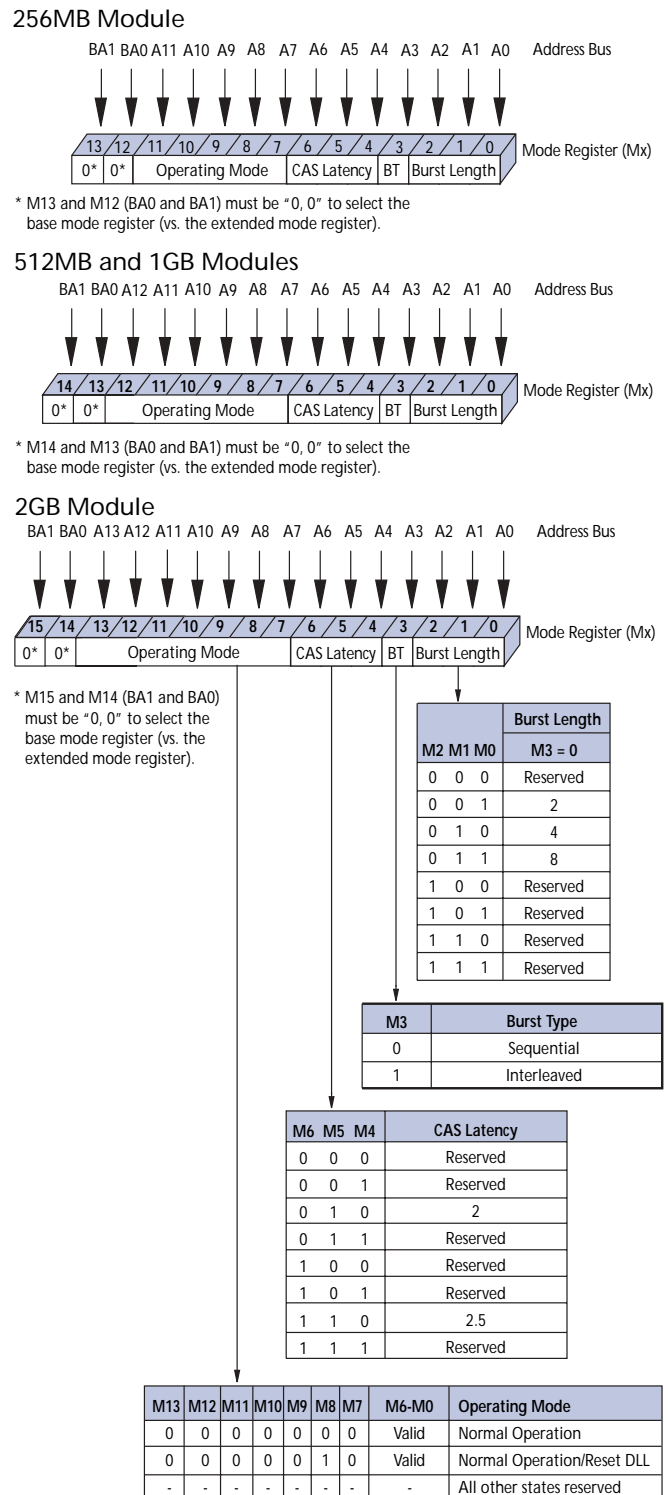 256MB Module
BA1 BA0 A11 A10 A9 A8 A7 A6 A5 A4 A3 A2 A1 A0 Address Bus
13 12 11 10 9 8 7 6 5 4 3 2 1 0 Mode Register (Mx)
0* 0* Operating Mode CAS Latency BT Burst Length
* M13 and M12 (BA0 and BA1) must be "0, 0" to select the
base mode register (vs. the extended mode register).
512MB and 1GB Modules
BA1 BA0 A12 A11 A10 A9 A8 A7 A6 A5 A4 A3 A2 A1 A0 Address Bus
14 13 12 11 10 9 8 7 6 5 4 3 2 1 0 Mode Register (Mx)
0* 0* Operating Mode CAS Latency BT Burst Length
* M14 and M13 (BA0 and BA1) must be "0, 0" to select the
base mode register (vs. the extended mode register).
2GB Module
BA1 BA0 A13 A12 A11 A10 A9 A8 A7 A6 A5 A4 A3 A2 A1 A0 Address Bus
15 14 13 12 11 10 9 8 7 6 5 4 3 2 1 0 Mode Register (Mx)
0* 0* Operating Mode CAS Latency BT Burst Length
* M15 and M14 (BA1 and BA0)
must be "0, 0" to select the
base mode register (vs. the
extended mode register).
Burst Length
M2 M1 M0 M3 = 0
0 0 0 Reserved
0 0 1 2
0 1 0 4
0 1 1 8
1 0 0 Reserved
1 0 1 Reserved
1 1 0 Reserved
1 1 1 Reserved
M3 Burst Type
0 Sequential
1 Interleaved
M6 M5 M4 CAS Latency
0 0 0 Reserved
0 0 1 Reserved
0 1 0 2
0 1 1 Reserved
1 0 0 Reserved
1 0 1 Reserved
1 1 0 2.5
1 1 1 Reserved
M13 M12 M11 M10 M9 M8 M7 M6-M0 Operating Mode
0 0 0 0 0 0 0 Valid Normal Operation
0 0 0 0 0 1 0 Valid Normal Operation/Reset DLL
- - - - - - - - All other states reserved